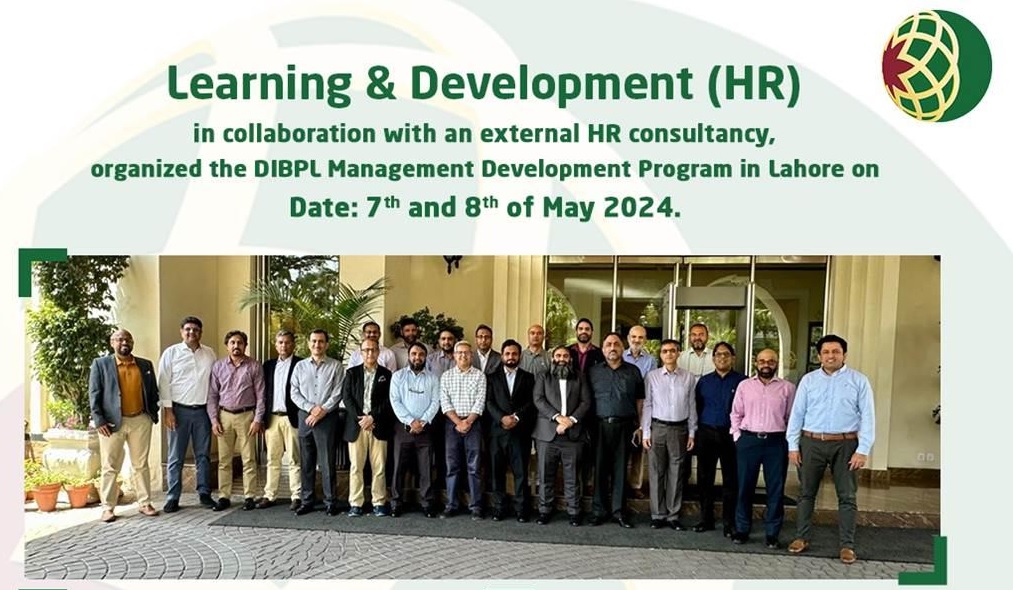 Learning & Development (HR)
in collaboration with an external HR consultancy,
organized the DIBPL Management Development Program in Lahore on
Date: 7th and 8th of May 2024.